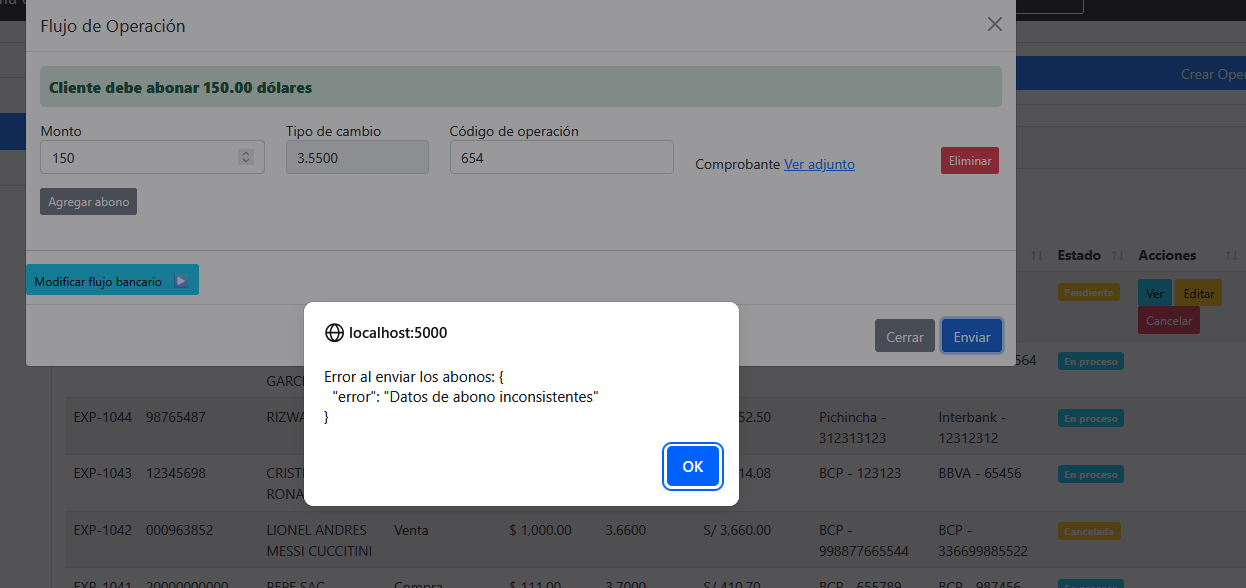 Flujo de Operación
Cliente debe abonar 150.00 dólares
Crear Oper
Monto
Tipo de cambio
Código de operación
150
3.5500
654
Comprobante Ver adjunto
Eliminar
Agregar abono
Estado
Acciones
Modificar flujo bancario
Pendiente
Ver
Editar
Cancelar
localhost:5000
Cerrar
Enviar
Error al enviar los abonos: {
"error": "Datos de abono inconsistentes"
}
OK
564
En proceso
GARC
EXP-1044 98765487 RIZWA 52.50 Pichincha - Interbank - En proceso
312313123 12312312
EXP-1043 12345698 CRISTI 14.08 BCP - 123123 BBVA - 65456 En proceso
RONA
EXP-1042 000963852 LIONEL ANDRES Venta $ 1,000.00 3.6600 S/ 3,660.00 BCP - BCP - Cancelada
MESSI CUCCITINI 998877665544 336699885522
EXP-1041 20000000000 PEPE SAC Compra $ 111.00 3.7000 S/ 410.70 BCP - 655789 BCP - 987456 En proceso